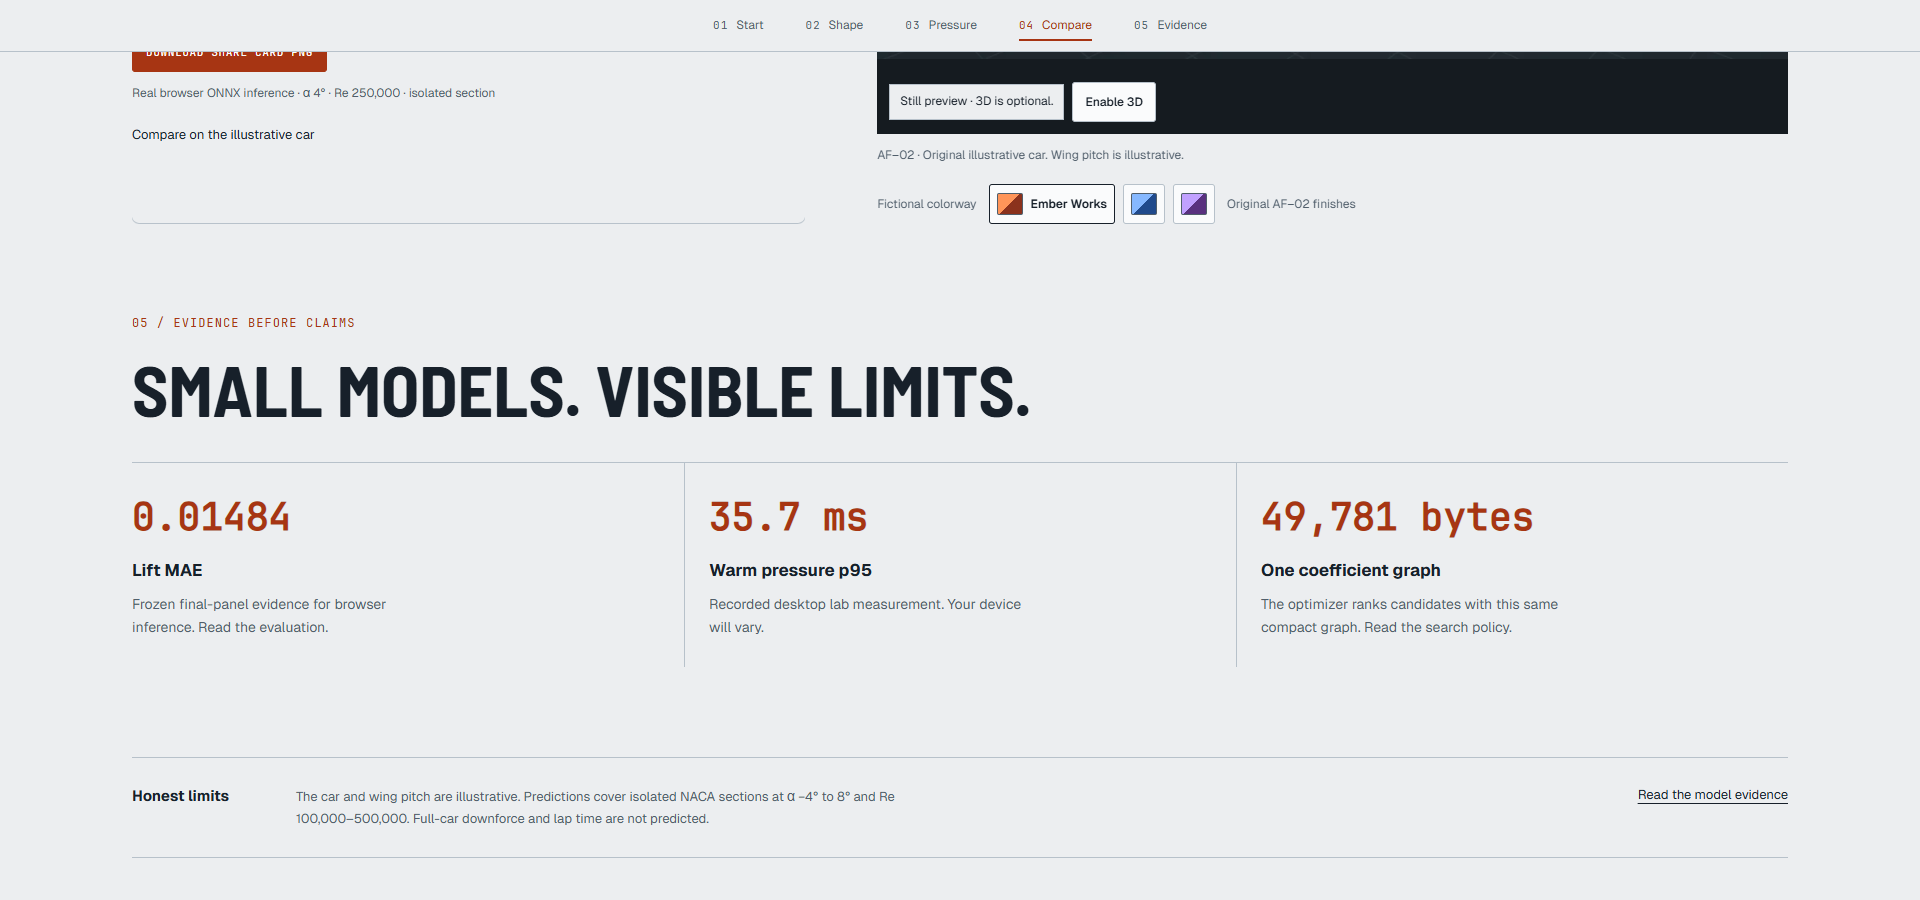 01 Start 02 Shape 03 Pressure 04 Compare 05 Evidence
DOWNLOAD SHARE CARD PNG
Real browser ONNX inference · α 4° · Re 250,000 · isolated section
Compare on the illustrative car
Still preview · 3D is optional. Enable 3D
AF–02 · Original illustrative car. Wing pitch is illustrative.
Fictional colorway Ember Works Original AF–02 finishes
05 / EVIDENCE BEFORE CLAIMS
SMALL MODELS. VISIBLE LIMITS.
0.01484
Lift MAE
Frozen final-panel evidence for browser
inference. Read the evaluation.
35.7 ms
Warm pressure p95
Recorded desktop lab measurement. Your device
will vary.
49,781 bytes
One coefficient graph
The optimizer ranks candidates with this same
compact graph. Read the search policy.
Honest limits
The car and wing pitch are illustrative. Predictions cover isolated NACA sections at α −4° to 8° and Re
100,000–500,000. Full-car downforce and lap time are not predicted.
Read the model evidence